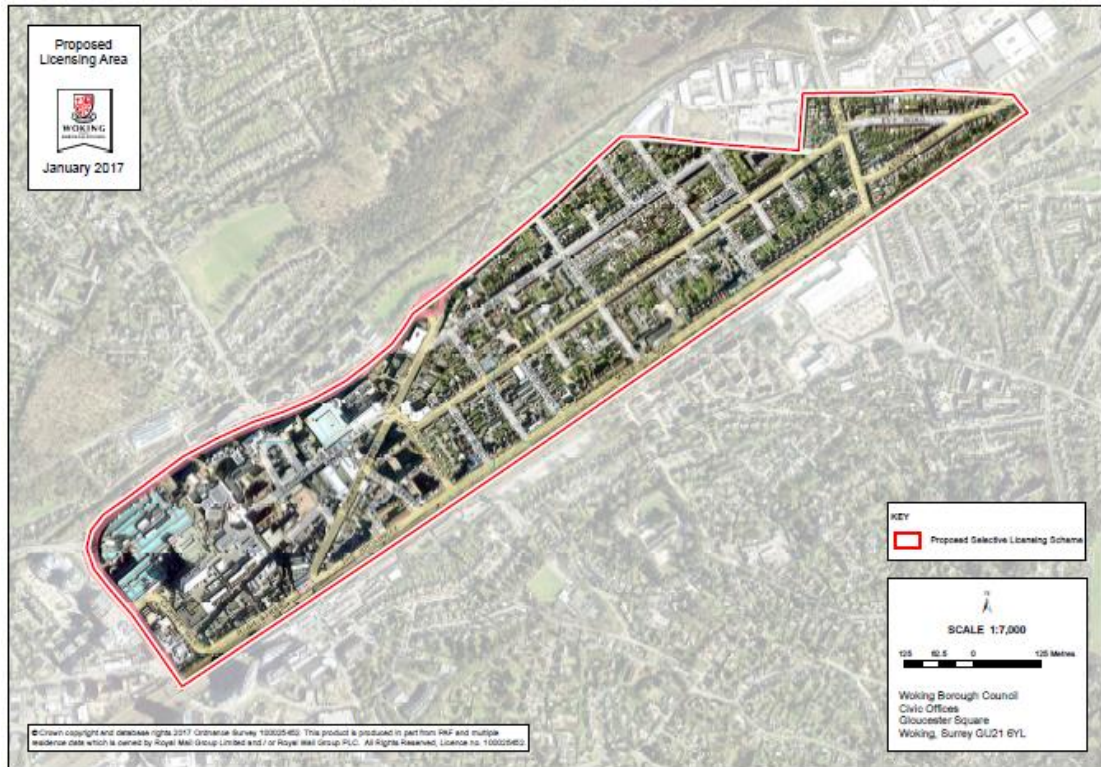 Proposed
Licensing Area
WOKING
BOROUGH COUNCIL
January 2017
KEY
Proposed Selective Licensing Scheme
N
SCALE 1:7,000
125 62.5 0 125 Metres
Woking Borough Council
Civic Offices
Gloucester Square
Woking, Surrey GU21 6YL
© Crown copyright and database rights 2017 Ordnance Survey 100025452. This product is produced in part from PAF and multiple
residence data which is owned by Royal Mail Group Limited and / or Royal Mail Group PLC. All Rights Reserved, Licence no. 100025452.